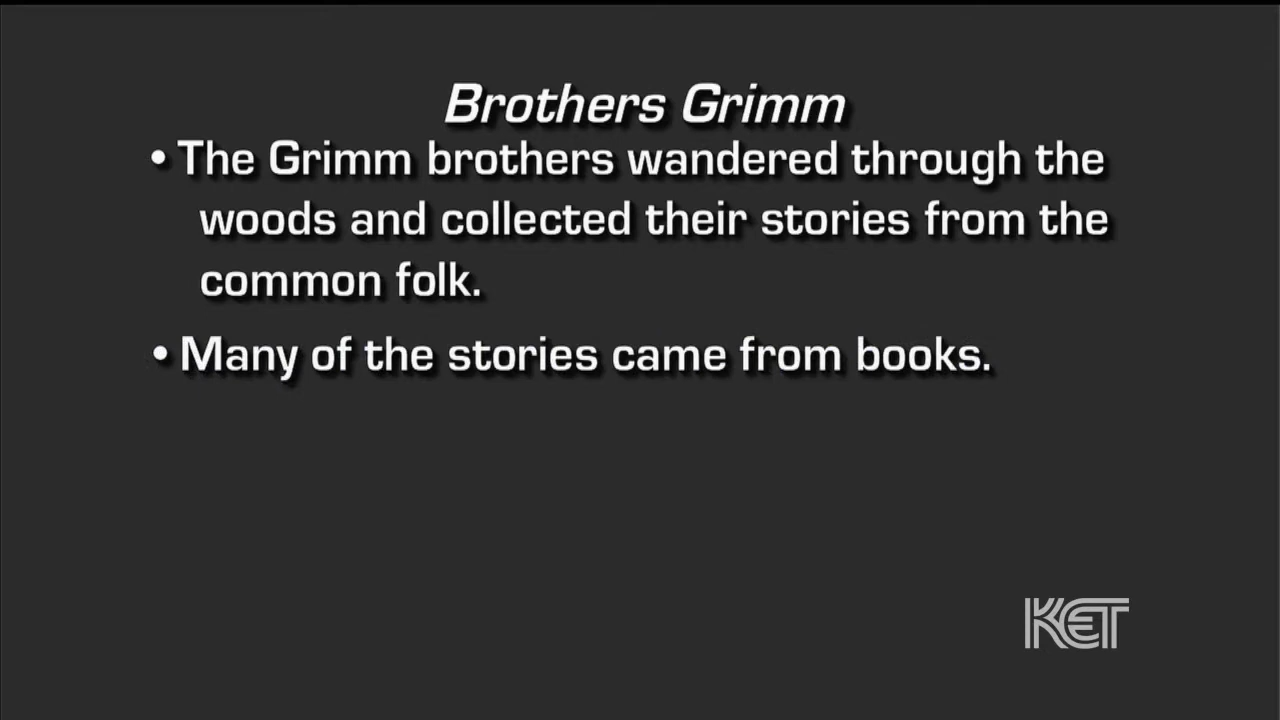 Brothers Grimm
• The Grimm brothers wandered through the
woods and collected their stories from the
common folk.
• Many of the stories came from books.
KET